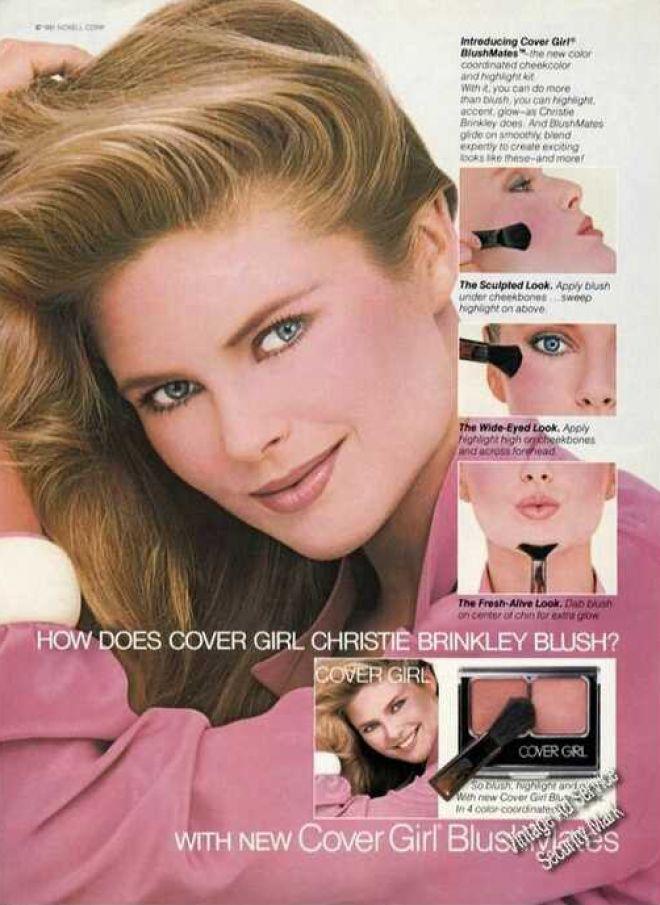 © 1981 NOXELL CORP.
Introducing Cover Girl®
BlushMates™–the new color
coordinated cheekcolor
and highlight kit.
With it, you can do more
than blush, you can highlight,
accent, glow–as Christie
Brinkley does. And BlushMates
glide on smoothly, blend
expertly to create exciting
looks like these–and more!
The Sculpted Look. Apply blush
under cheekbones ...sweep
highlight on above.
The Wide-Eyed Look. Apply
highlight high on cheekbones
and across forehead.
The Fresh-Alive Look. Dab blush
on center of chin for extra glow.
HOW DOES COVER GIRL CHRISTIE BRINKLEY BLUSH?
COVER GIRL
COVER GIRL
So blush, highlight and
With new Cover Girl
In 4 color-coordinated
WITH NEW Cover Girl® BlushMates
Vintage Ad Service
Security Mark